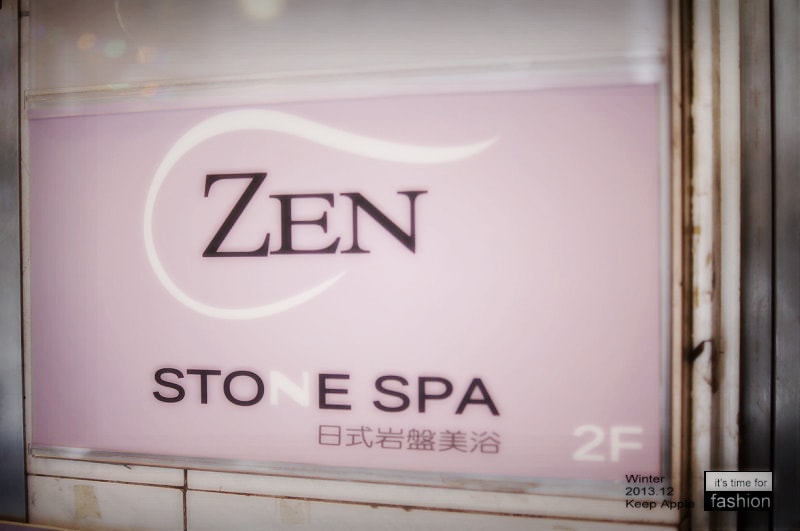 ZEN
STONE SPA
日式岩盤美浴
2F
Winter
2013.12
Keep Apple
it's time for
fashion